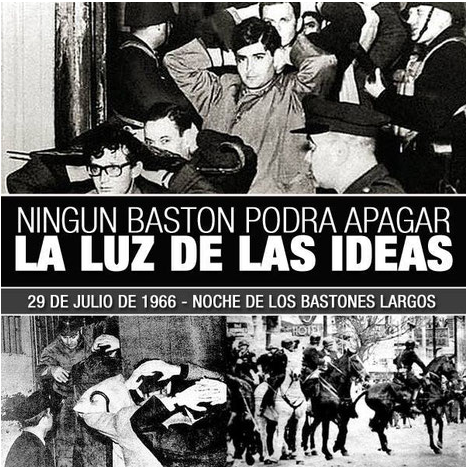 NINGUN BASTON PODRA APAGAR
LA LUZ DE LAS IDEAS
29 DE JULIO DE 1966 - NOCHE DE LOS BASTONES LARGOS